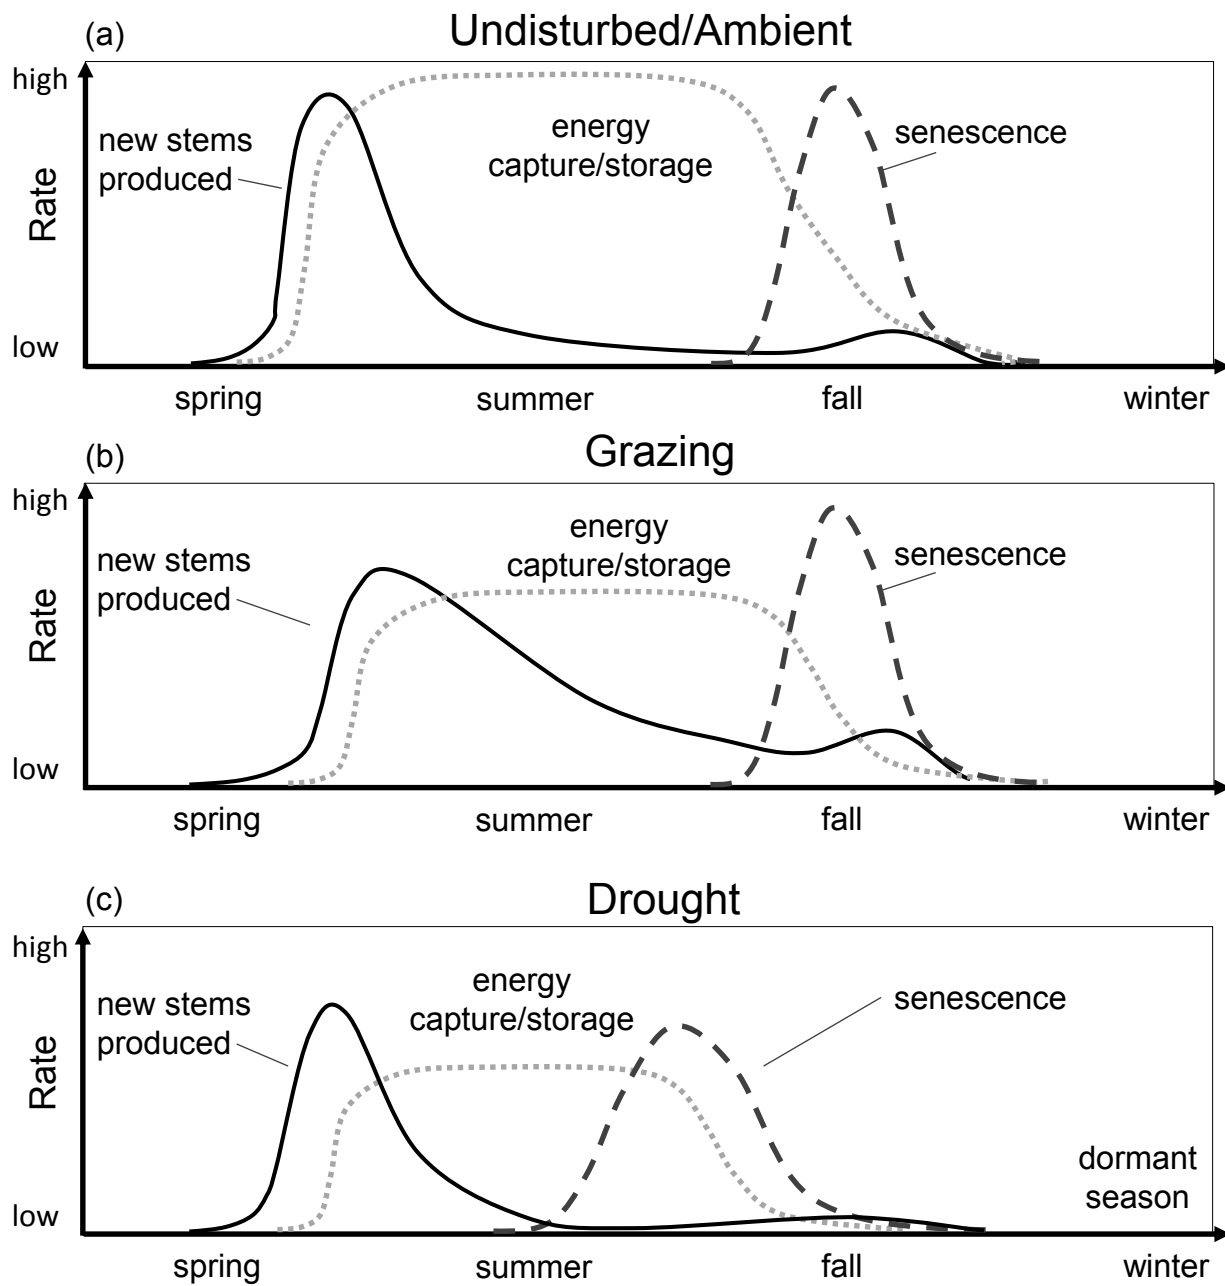 (a)
Undisturbed/Ambient
high
new stems
produced
energy
capture/storage
senescence
Rate
low
spring
summer
fall
winter
(b)
Grazing
high
new stems
produced
energy
capture/storage
senescence
Rate
low
spring
summer
fall
winter
(c)
Drought
high
new stems
produced
energy
capture/storage
senescence
Rate
dormant
season
low
spring
summer
fall
winter